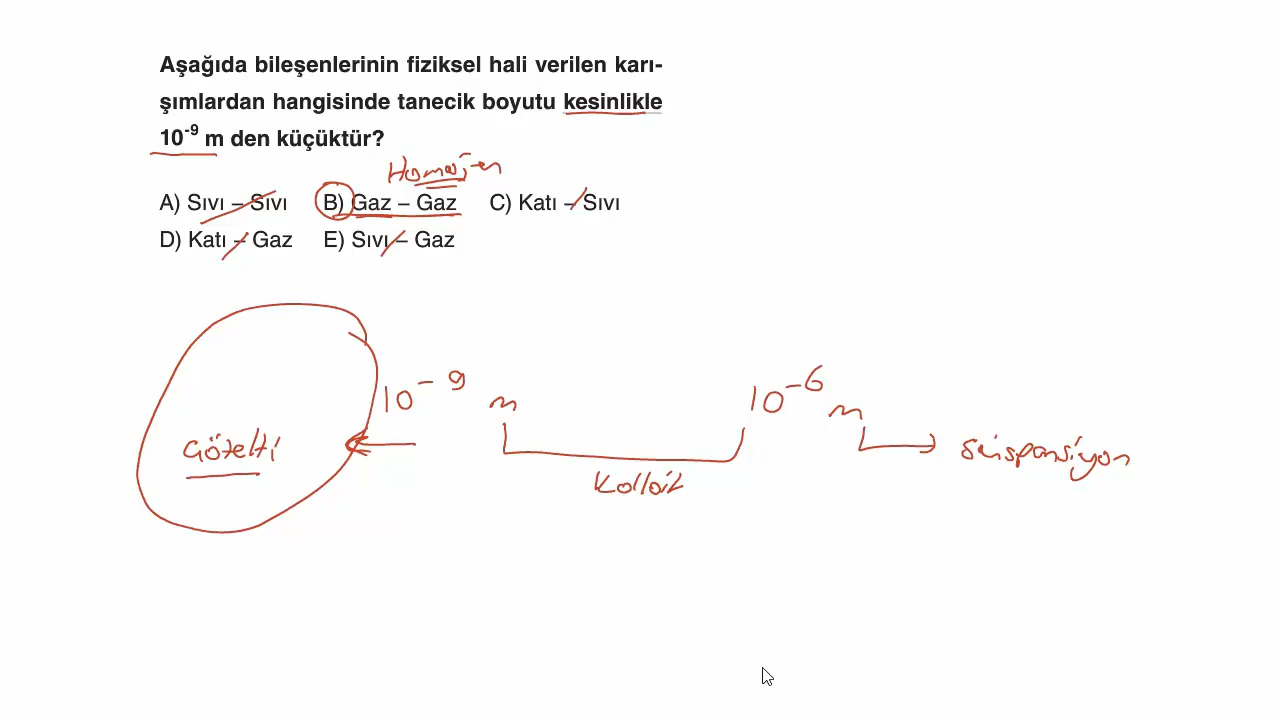 Aşağıda bileşenlerinin fiziksel hali verilen karı-
şımlardan hangisinde tanecik boyutu kesinlikle
10⁻⁹ m den küçüktür?
Homojen
A) Sıvı – Sıvı B) Gaz – Gaz C) Katı – Sıvı
D) Katı – Gaz E) Sıvı – Gaz
10⁻⁹ m 10⁻⁶ m
Çözelti Süspansiyon
Kolloit